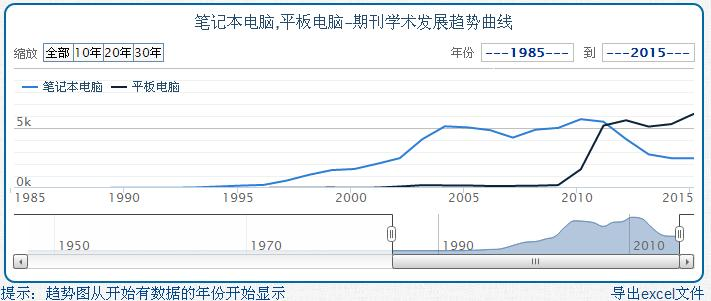 笔记本电脑,平板电脑-期刊学术发展趋势曲线
缩放 全部 10年 20年 30年 年份 ---1985--- 到 ---2015---
笔记本电脑 平板电脑
5k
0k
1985 1990 1995 2000 2005 2010 2015
1950 1970 1990 2010
提示：趋势图从开始有数据的年份开始显示 导出excel文件